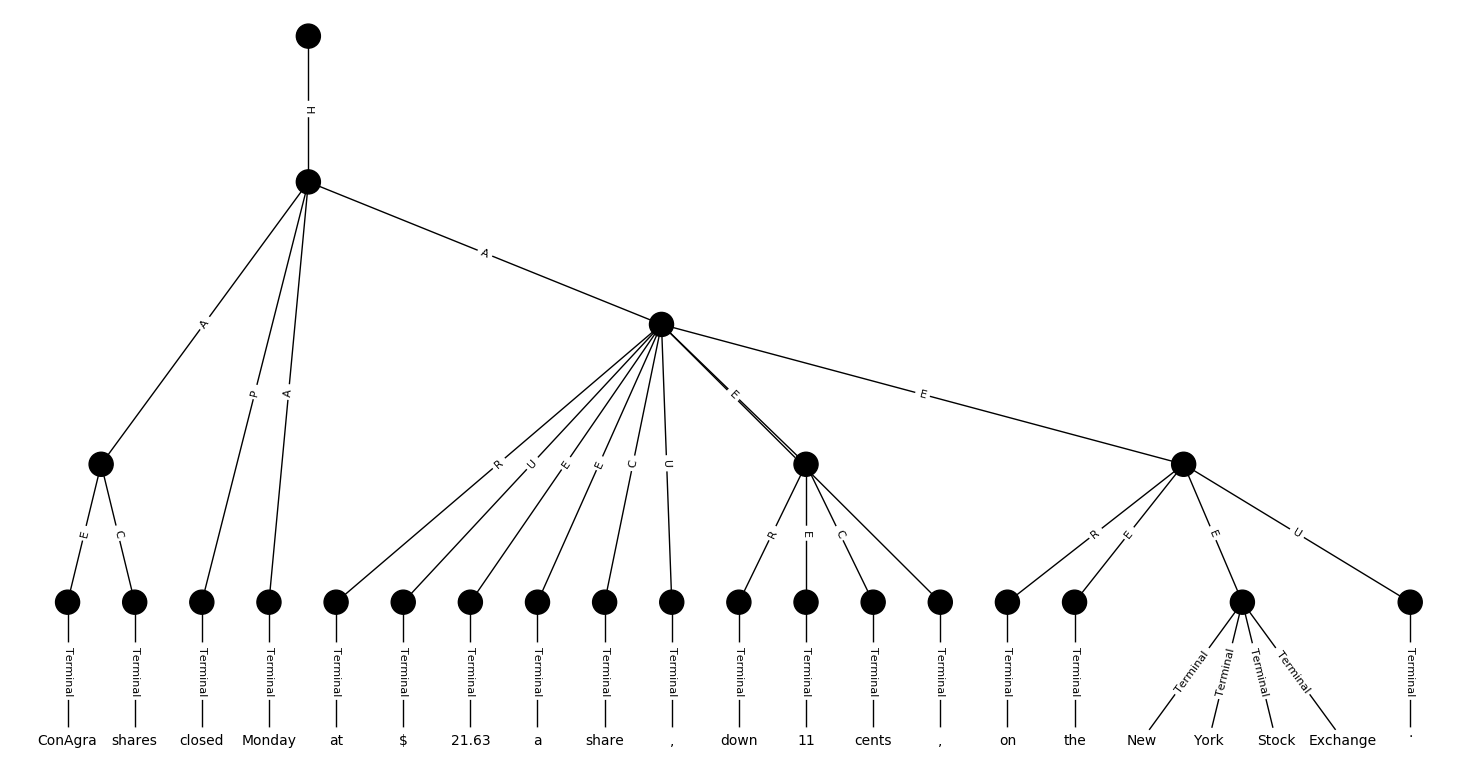 H
A
A
P
A
E
E
R
U
E
E
C
U
E
C
R
E
C
R
E
E
U
Terminal Terminal Terminal Terminal Terminal Terminal Terminal Terminal Terminal Terminal Terminal Terminal Terminal Terminal Terminal Terminal Terminal Terminal Terminal Terminal Terminal
ConAgra shares closed Monday at $ 21.63 a share , down 11 cents , on the New York Stock Exchange .